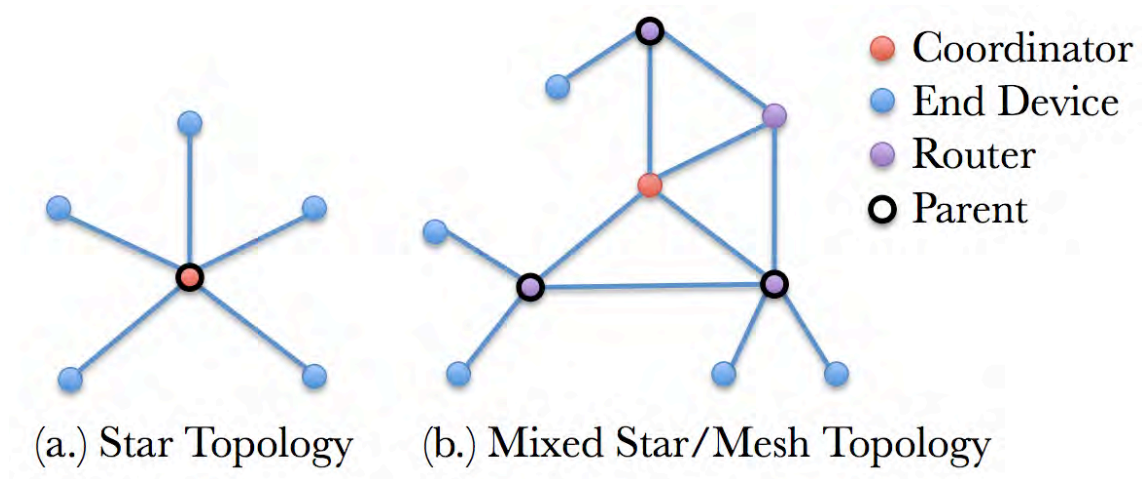 Coordinator
End Device
Router
Parent
(a.) Star Topology
(b.) Mixed Star/Mesh Topology